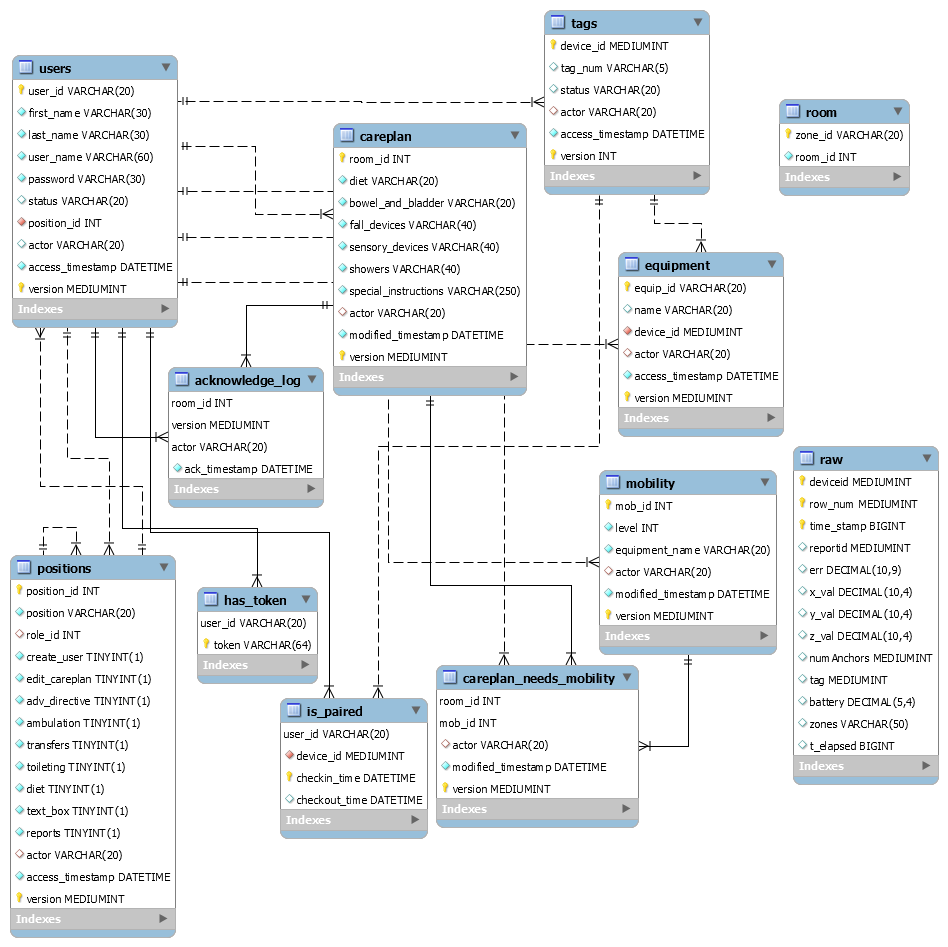 users
user_id VARCHAR(20)
first_name VARCHAR(30)
last_name VARCHAR(30)
user_name VARCHAR(60)
password VARCHAR(30)
status VARCHAR(20)
position_id INT
actor VARCHAR(20)
access_timestamp DATETIME
version MEDIUMINT
Indexes
careplan
room_id INT
diet VARCHAR(20)
bowel_and_bladder VARCHAR(20)
fall_devices VARCHAR(40)
sensory_devices VARCHAR(40)
showers VARCHAR(40)
special_instructions VARCHAR(250)
actor VARCHAR(20)
modified_timestamp DATETIME
version MEDIUMINT
Indexes
tags
device_id MEDIUMINT
tag_num VARCHAR(5)
status VARCHAR(20)
actor VARCHAR(20)
access_timestamp DATETIME
version INT
Indexes
room
zone_id VARCHAR(20)
room_id INT
Indexes
equipment
equip_id VARCHAR(20)
name VARCHAR(20)
device_id MEDIUMINT
actor VARCHAR(20)
access_timestamp DATETIME
version MEDIUMINT
Indexes
acknowledge_log
room_id INT
version MEDIUMINT
actor VARCHAR(20)
ack_timestamp DATETIME
Indexes
mobility
mob_id INT
level INT
equipment_name VARCHAR(20)
actor VARCHAR(20)
modified_timestamp DATETIME
version MEDIUMINT
Indexes
raw
deviceid MEDIUMINT
row_num MEDIUMINT
time_stamp BIGINT
reportid MEDIUMINT
err DECIMAL(10,9)
x_val DECIMAL(10,4)
y_val DECIMAL(10,4)
z_val DECIMAL(10,4)
numAnchors MEDIUMINT
tag MEDIUMINT
battery DECIMAL(5,4)
zones VARCHAR(50)
t_elapsed BIGINT
Indexes
positions
position_id INT
position VARCHAR(20)
role_id INT
create_user TINYINT(1)
edit_careplan TINYINT(1)
adv_directive TINYINT(1)
ambulation TINYINT(1)
transfers TINYINT(1)
toileting TINYINT(1)
diet TINYINT(1)
text_box TINYINT(1)
reports TINYINT(1)
actor VARCHAR(20)
access_timestamp DATETIME
version MEDIUMINT
Indexes
has_token
user_id VARCHAR(20)
token VARCHAR(64)
Indexes
is_paired
user_id VARCHAR(20)
device_id MEDIUMINT
checkin_time DATETIME
checkout_time DATETIME
Indexes
careplan_needs_mobility
room_id INT
mob_id INT
actor VARCHAR(20)
modified_timestamp DATETIME
version MEDIUMINT
Indexes